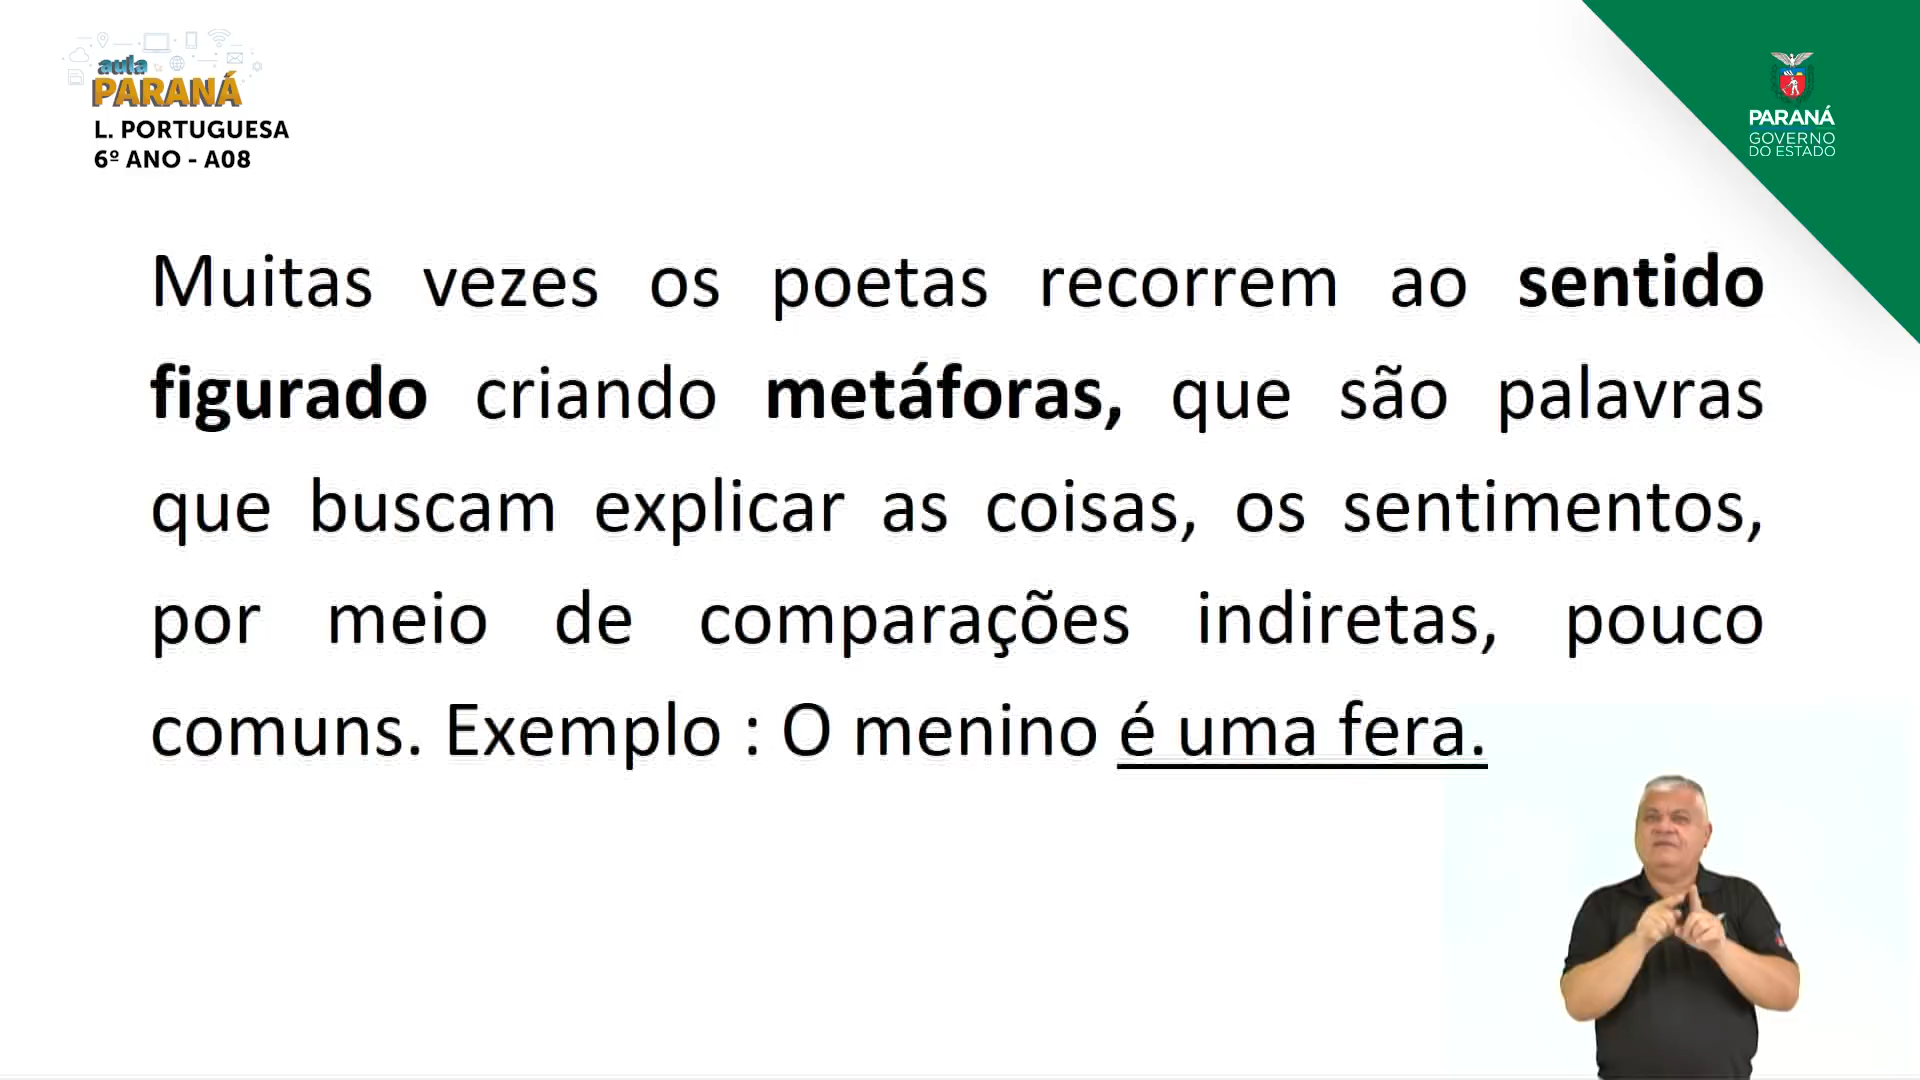 aula
PARANÁ
L. PORTUGUESA
6º ANO - A08
PARANÁ
GOVERNO
DO ESTADO
Muitas vezes os poetas recorrem ao sentido
figurado criando metáforas, que são palavras
que buscam explicar as coisas, os sentimentos,
por meio de comparações indiretas, pouco
comuns. Exemplo : O menino é uma fera.